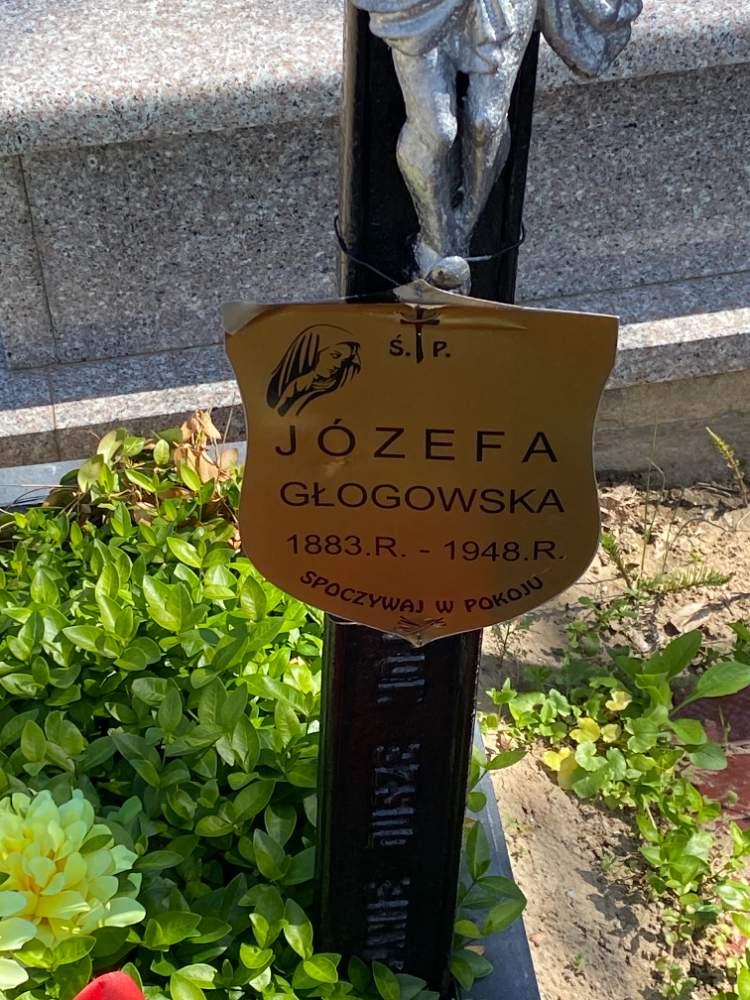 Ś. P.
JÓZEFA
GŁOGOWSKA
1883.R. - 1948.R.
SPOCZYWAJ W POKOJU